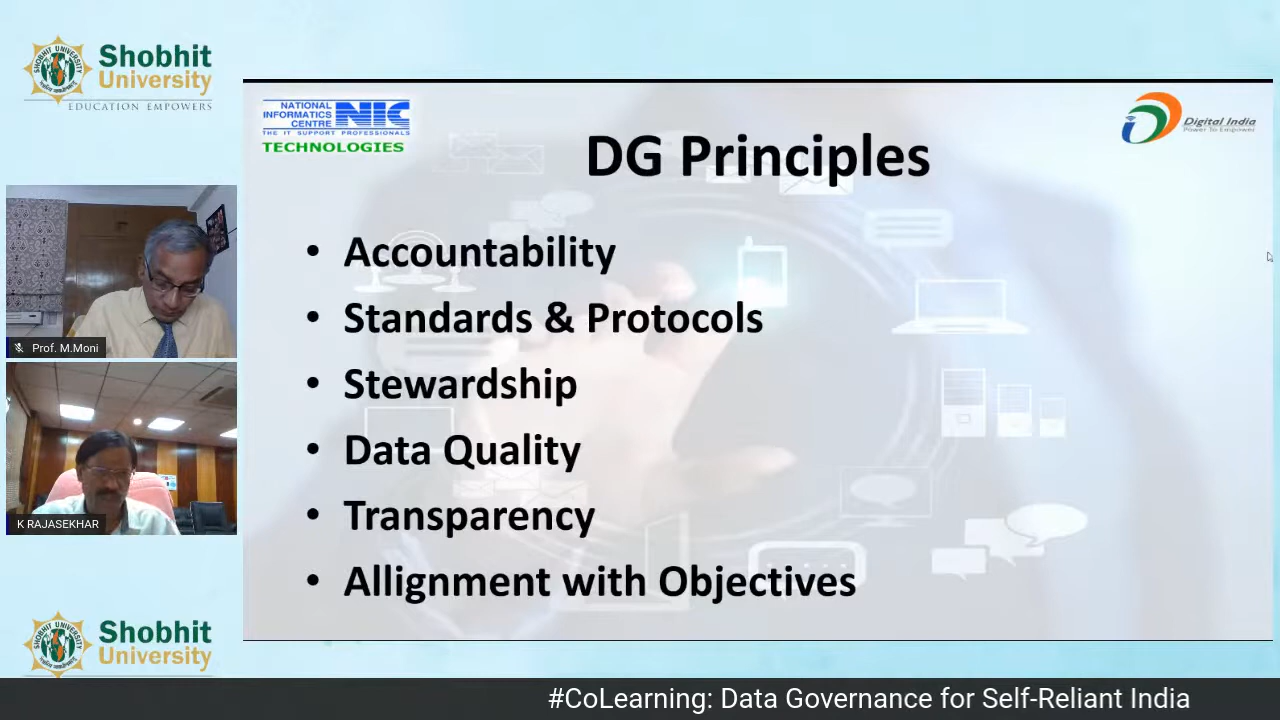 Shobhit
University
EDUCATION EMPOWERS
NATIONAL
INFORMATICS
CENTRE
NIC
THE IT SUPPORT PROFESSIONALS
TECHNOLOGIES
Digital India
Power To Empower
DG Principles
• Accountability
• Standards & Protocols
• Stewardship
• Data Quality
• Transparency
• Allignment with Objectives
Prof. M.Moni
K RAJASEKHAR
Shobhit
University
#CoLearning: Data Governance for Self-Reliant India